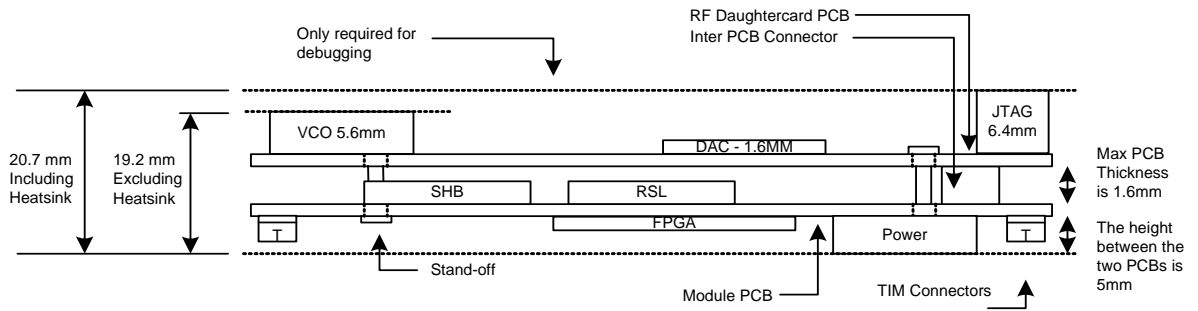 RF Daughtercard PCB
Inter PCB Connector
Only required for
debugging
JTAG
6.4mm
VCO 5.6mm
DAC - 1.6MM
20.7 mm
Including
Heatsink
19.2 mm
Excluding
Heatsink
Max PCB
Thickness
is 1.6mm
SHB
RSL
FPGA
T
Power
T
The height
between the
two PCBs is
5mm
Stand-off
Module PCB
TIM Connectors